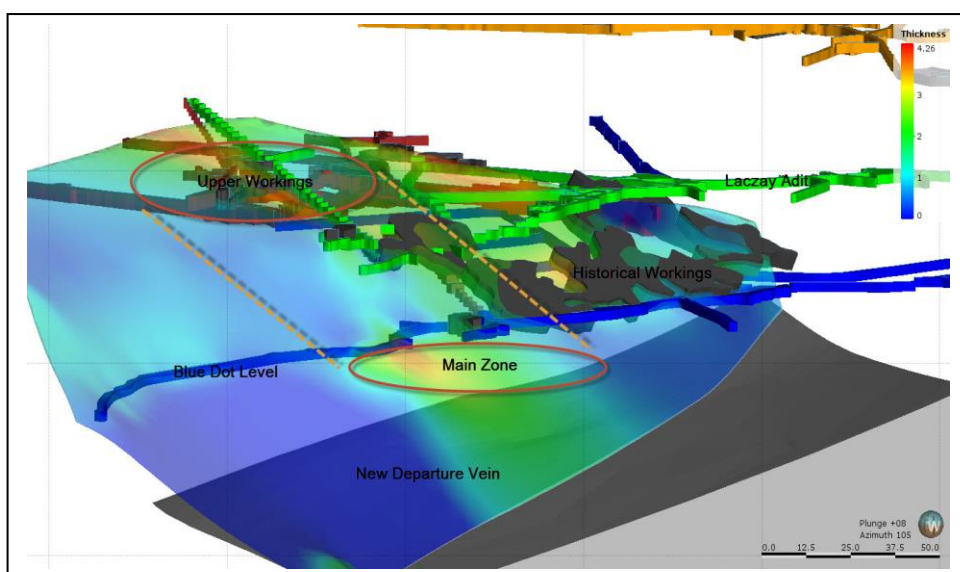 Thickness
4.26
3
2
1
0
Upper Workings
Laczay Adit
Historical Workings
Main Zone
Blue Dot Level
New Departure Vein
Plunge +08
Azimuth 105
0.0 12.5 25.0 37.5 50.0